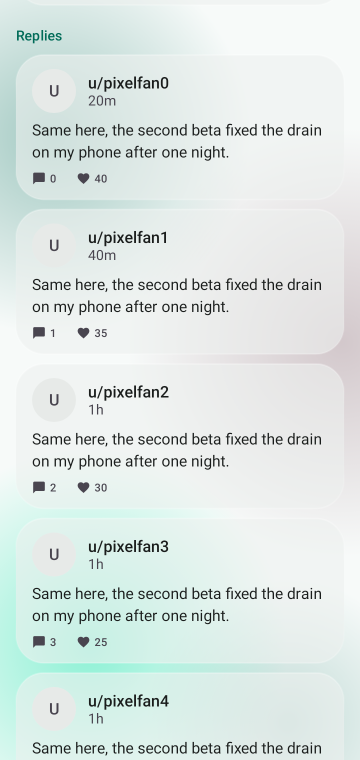 Replies
U
u/pixelfan0
20m
Same here, the second beta fixed the drain
on my phone after one night.
0 40
U
u/pixelfan1
40m
Same here, the second beta fixed the drain
on my phone after one night.
1 35
U
u/pixelfan2
1h
Same here, the second beta fixed the drain
on my phone after one night.
2 30
U
u/pixelfan3
1h
Same here, the second beta fixed the drain
on my phone after one night.
3 25
U
u/pixelfan4
1h
Same here, the second beta fixed the drain